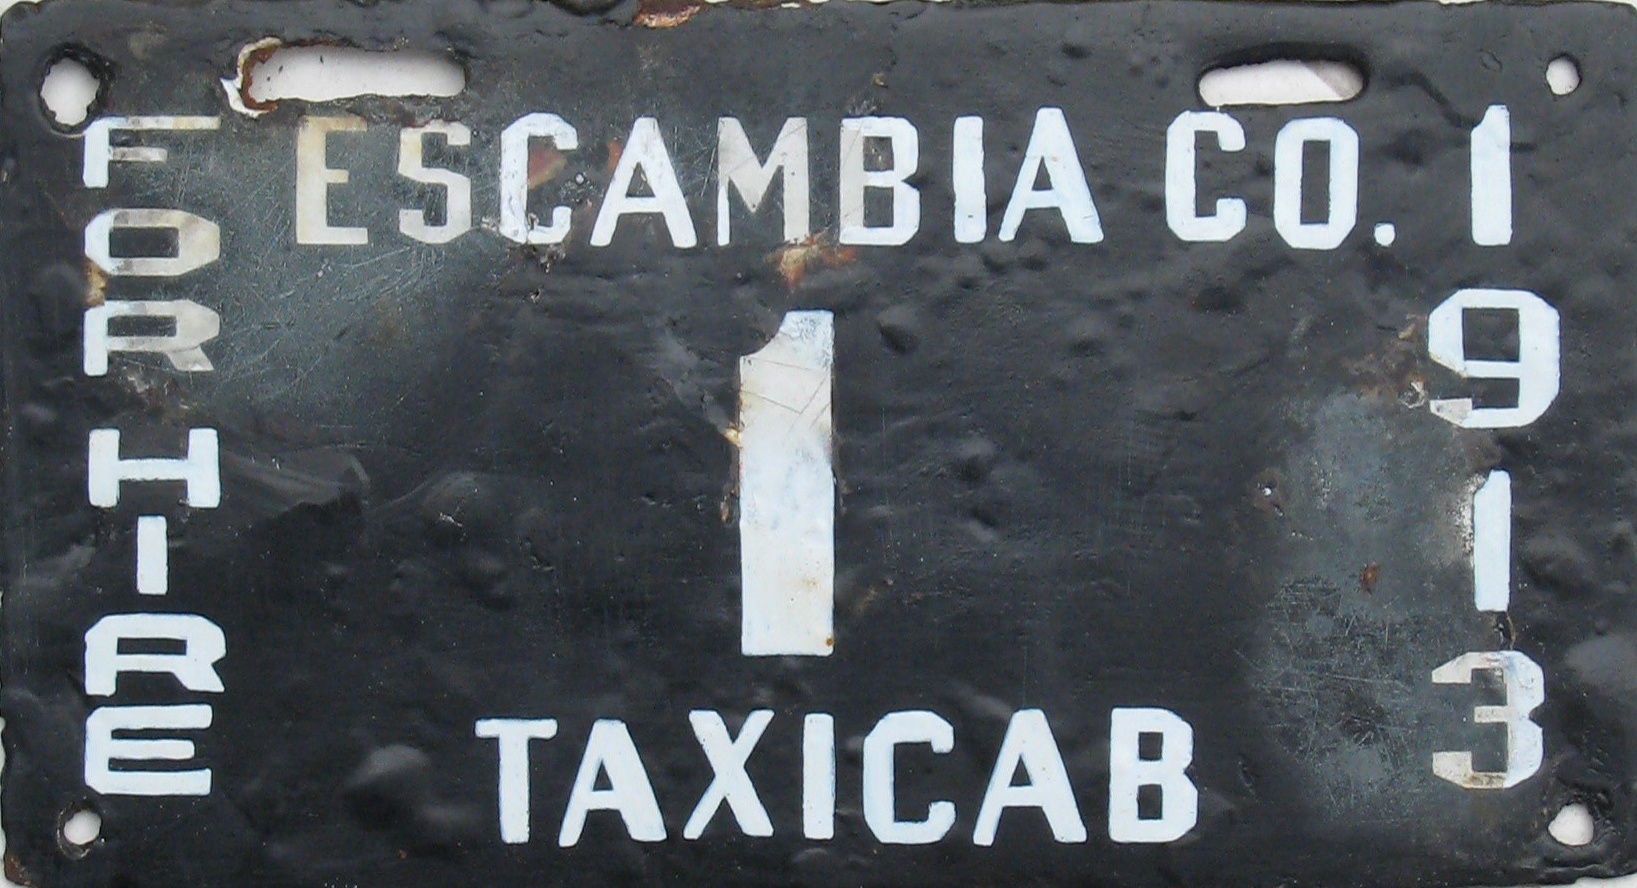 FOR HIRE
ESCAMBIA CO.
1
TAXICAB
1913